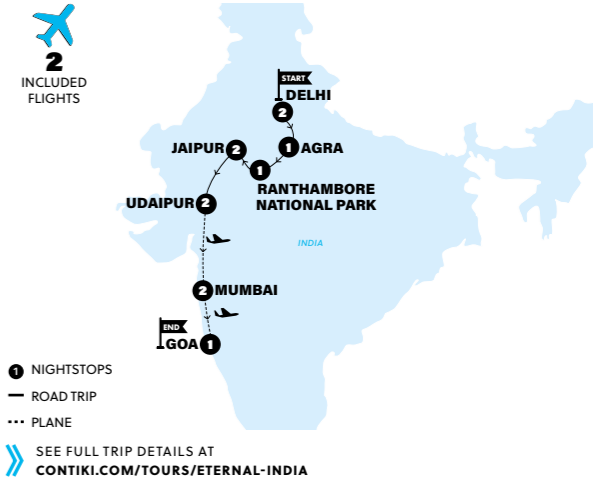 2
INCLUDED
FLIGHTS
START
DELHI
2
JAIPUR 2
1 AGRA
1
RANTHAMBORE
NATIONAL PARK
UDAIPUR 2
INDIA
2 MUMBAI
END
GOA 1
1 NIGHTSTOPS
ROAD TRIP
PLANE
SEE FULL TRIP DETAILS AT
CONTIKI.COM/TOURS/ETERNAL-INDIA